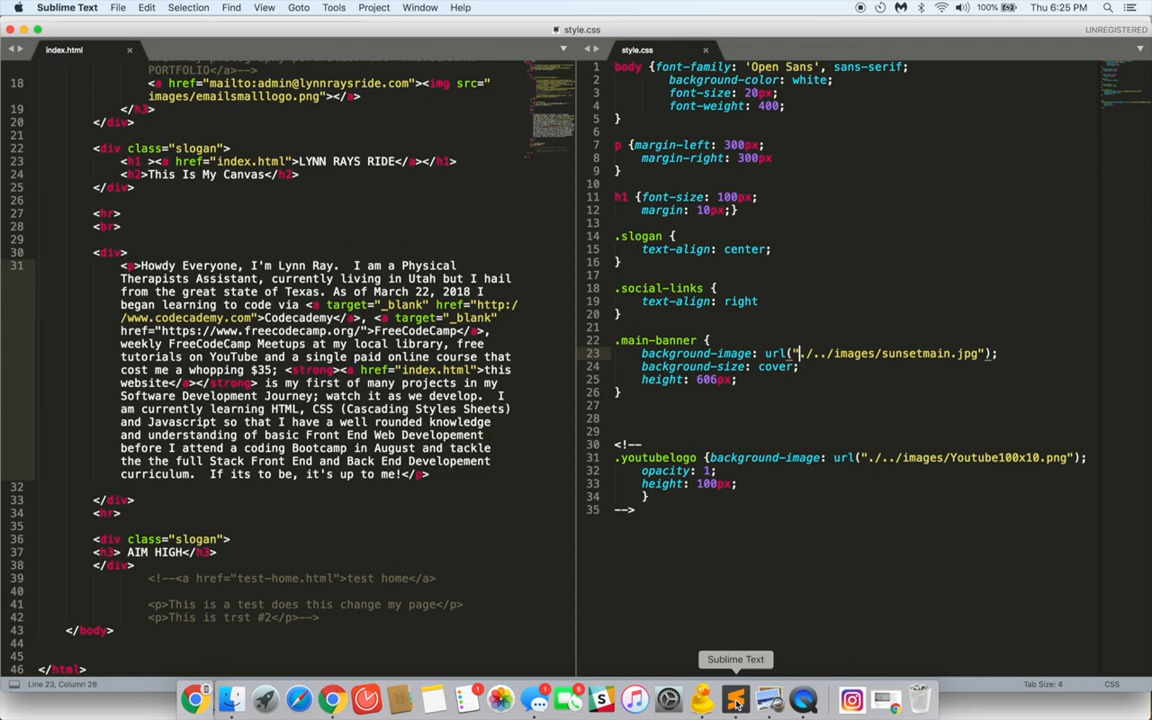 Sublime Text File Edit Selection Find View Goto Tools Project Window Help 100% Thu 6:25 PM
style.css UNREGISTERED
index.html
PORTFOLIO</a>-->
18 <a href="mailto:admin@lynnraysride.com"><img src="
images/emailsmalllogo.png"></a>
19 </h3>
20 </div>
21
22 <div class="slogan">
23 <h1 ><a href="index.html">LYNN RAYS RIDE</a></h1>
24 <h2>This Is My Canvas</h2>
25 </div>
26
27 <hr>
28 <br>
29
30 <div>
31 <p>Howdy Everyone, I'm Lynn Ray.  I am a Physical
Therapists Assistant, currently living in Utah but I hail
from the great state of Texas. As of March 22, 2018 I
began learning to code via <a target="_blank" href="http:/
/www.codecademy.com">Codecademy</a>, <a target="_blank"
href="https://www.freecodecamp.org/">FreeCodeCamp</a>,
weekly FreeCodeCamp Meetups at my local library, free
tutorials on YouTube and a single paid online course that
cost me a whopping $35; <strong><a href="index.html">this
website</a></strong> is my first of many projects in my
Software Development Journey; watch it as we develop.  I
am currently learning HTML, CSS (Cascading Styles Sheets)
and Javascript so that I have a well rounded knowledge
and understanding of basic Front End Web Developement
before I attend a coding Bootcamp in August and tackle
the the full Stack Front End and Back End Developement
curriculum.  If its to be, it's up to me!</p>
32
33 </div>
34 <hr>
35
36 <div class="slogan">
37 <h3> AIM HIGH</h3>
38 </div>
39 <!--<a href="test-home.html">test home</a>
40
41 <p>This is a test does this change my page</p>
42 <p>This is trst #2</p>-->
43 </body>
44
45
46 </html>
style.css
1 body {font-family: 'Open Sans', sans-serif;
2 background-color: white;
3 font-size: 20px;
4 font-weight: 400;
5 }
6
7 p {margin-left: 300px;
8 margin-right: 300px
9 }
10
11 h1 {font-size: 100px;
12 margin: 10px;}
13
14 .slogan {
15 text-align: center;
16 }
17
18 .social-links {
19 text-align: right
20 }
21
22 .main-banner {
23 background-image: url("./../images/sunsetmain.jpg");
24 background-size: cover;
25 height: 606px;
26 }
27
28
29
30 <!--
31 .youtubelogo {background-image: url("./../images/Youtube100x10.png");
32 opacity: 1;
33 height: 100px;
34 }
35 -->
Sublime Text
Line 23, Column 28 Tab Size: 4 CSS